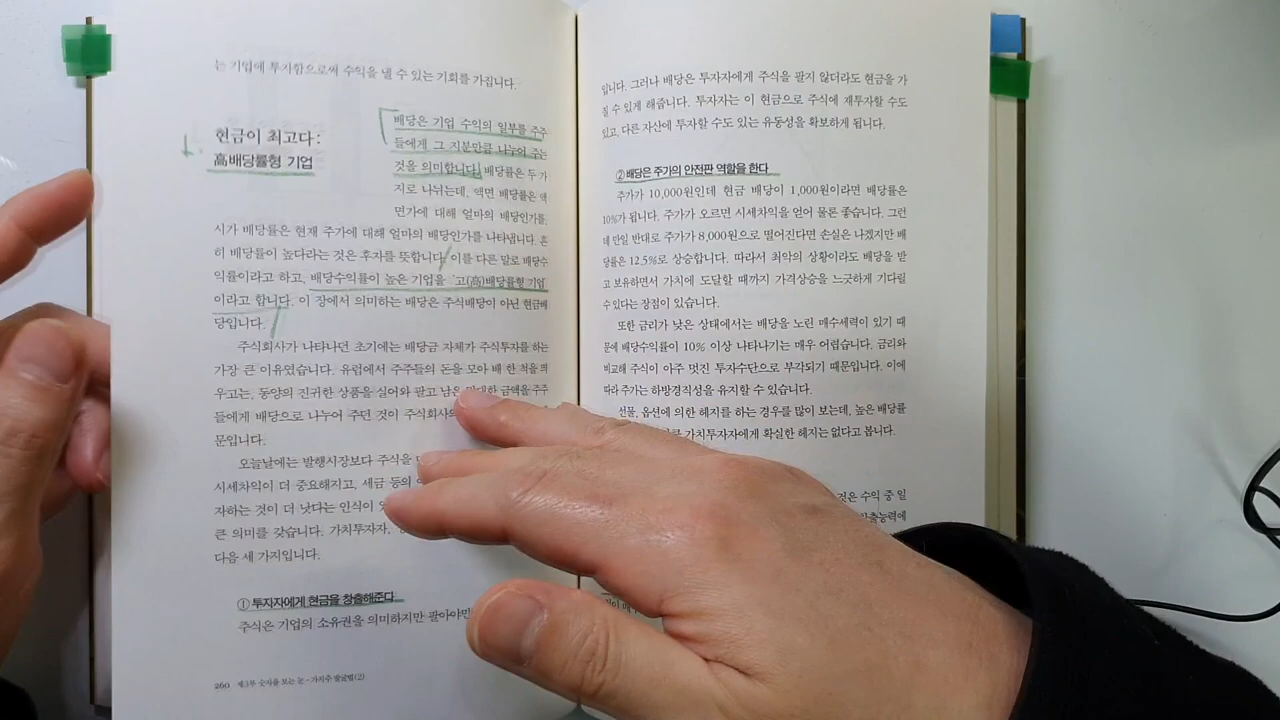 는 기업에 투자함으로써 수익을 낼 수 있는 기회를 가집니다.
현금이 최고다:
高배당률형 기업
배당은 기업 수익의 일부를 주주
들에게 그 지분만큼 나누어 주는
것을 의미합니다. 배당률은 두 가
지로 나뉘는데, 액면 배당률은 액
면가에 대해 얼마의 배당인가를,
시가 배당률은 현재 주가에 대해 얼마의 배당인가를 나타냅니다. 흔
히 배당률이 높다라는 것은 후자를 뜻합니다. 이를 다른 말로 배당수
익률이라고 하고, 배당수익률이 높은 기업을 '고(高)배당률형 기업'
이라고 합니다. 이 장에서 의미하는 배당은 주식배당이 아닌 현금배
당입니다.
주식회사가 나타나던 초기에는 배당금 자체가 주식투자를 하는
가장 큰 이유였습니다. 유럽에서 주주들의 돈을 모아 배 한 척을 띄
우고는, 동양의 진귀한 상품을 실어와 팔고 남은 금액을 주주
들에게 배당으로 나누어 주던 것이 주식회사의
문입니다.
오늘날에는 발행시장보다 주식을
시세차익이 더 중요해지고, 세금 등의
자하는 것이 더 낫다는 인식이
큰 의미를 갖습니다. 가치투자자,
다음 세 가지입니다.
① 투자자에게 현금을 창출해준다
주식은 기업의 소유권을 의미하지만 팔아야만
260 제3부 숫자를 보는 눈-가치주 발굴법(2)
입니다. 그러나 배당은 투자자에게 주식을 팔지 않더라도 현금을 가
질 수 있게 해줍니다. 투자자는 이 현금으로 주식에 재투자할 수도
있고, 다른 자산에 투자할 수도 있는 유동성을 확보하게 됩니다.
② 배당은 주가의 안전판 역할을 한다
주가가 10,000원인데 현금 배당이 1,000원이라면 배당률은
10%가 됩니다. 주가가 오르면 시세차익을 얻어 물론 좋습니다. 그런
데 만일 반대로 주가가 8,000원으로 떨어진다면 손실은 나겠지만 배
당률은 12.5%로 상승합니다. 따라서 최악의 상황이라도 배당을 받
고 보유하면서 가치에 도달할 때까지 가격상승을 느긋하게 기다릴
수 있다는 장점이 있습니다.
또한 금리가 낮은 상태에서는 배당을 노린 매수세력이 있기 때
문에 배당수익률이 10% 이상 나타나기는 매우 어렵습니다. 금리와
비교해 주식이 아주 멋진 투자수단으로 부각되기 때문입니다. 이에
따라 주가는 하방경직성을 유지할 수 있습니다.
선물, 옵션에 의한 헤지를 하는 경우를 많이 보는데, 높은 배당률
가치투자자에게 확실한 헤지는 없다고 봅니다.
것은 수익 중 일